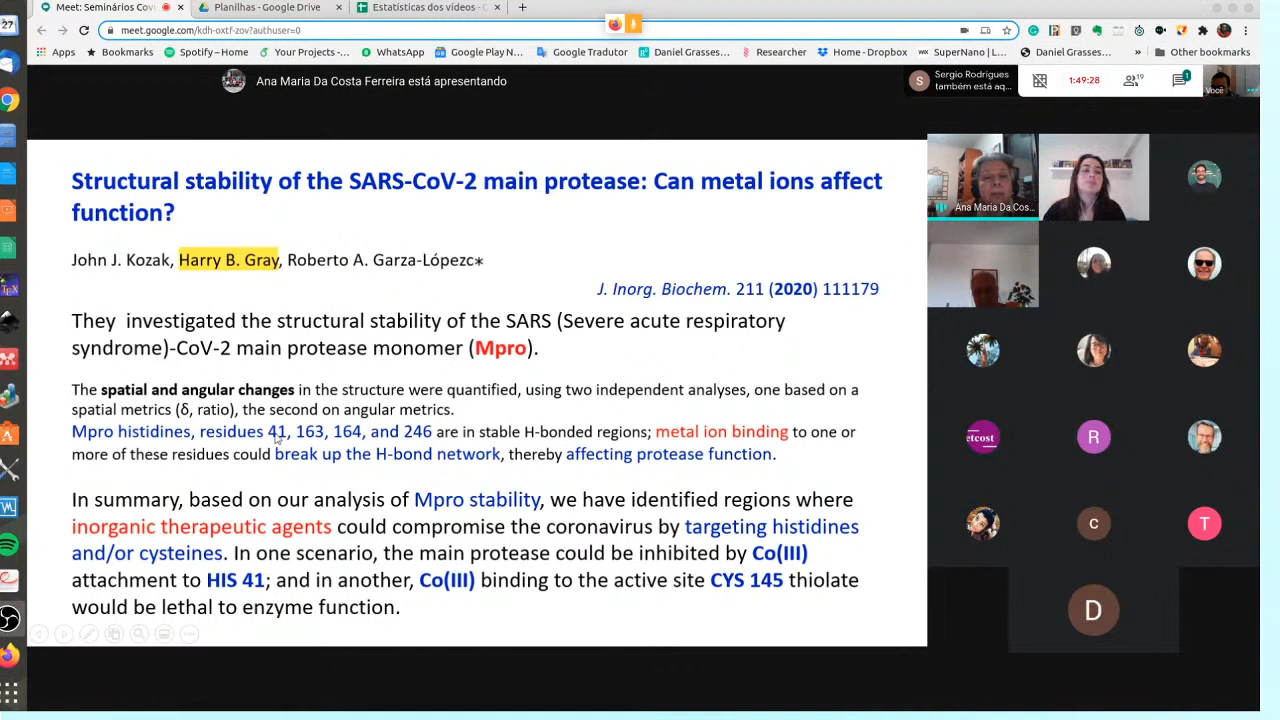 Meet: Seminários Cov
Planilhas - Google Drive
Estatísticas dos vídeos - C
27
meet.google.com/kdh-oxtf-zov?authuser=0
Apps
Bookmarks
Spotify – Home
Your Projects -...
WhatsApp
Google Play N...
Google Tradutor
Daniel Grasses...
Researcher
Home - Dropbox
SuperNano | L...
Daniel Grasses...
Other bookmarks
Ana Maria Da Costa Ferreira está apresentando
S
Sergio Rodrigues
também está aq...
19
1
1:49:28
Você
Structural stability of the SARS-CoV-2 main protease: Can metal ions affect
function?
John J. Kozak, Harry B. Gray, Roberto A. Garza-Lópezc∗
J. Inorg. Biochem. 211 (2020) 111179
They  investigated the structural stability of the SARS (Severe acute respiratory
syndrome)-CoV-2 main protease monomer (Mpro).
The spatial and angular changes in the structure were quantified, using two independent analyses, one based on a
spatial metrics (δ, ratio), the second on angular metrics.
Mpro histidines, residues 41, 163, 164, and 246 are in stable H-bonded regions; metal ion binding to one or
more of these residues could break up the H-bond network, thereby affecting protease function.
In summary, based on our analysis of Mpro stability, we have identified regions where
inorganic therapeutic agents could compromise the coronavirus by targeting histidines
and/or cysteines. In one scenario, the main protease could be inhibited by Co(III)
attachment to HIS 41; and in another, Co(III) binding to the active site CYS 145 thiolate
would be lethal to enzyme function.
Ana Maria Da Cos...
etcost
R
C
T
D